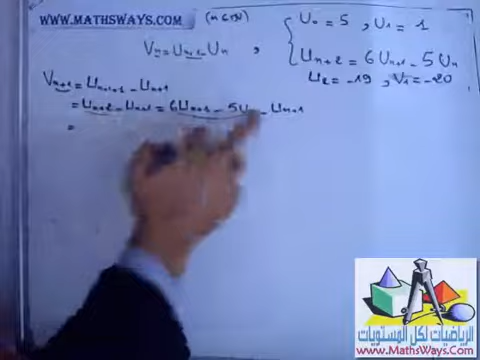 WWW.MATHSWAYS.COM
(n ∈ ℕ)
U₀ = 5 , U₁ = 1
Vₙ = Uₙ₊₁ - Uₙ ,
Uₙ₊₂ = 6Uₙ₊₁ - 5Uₙ
U₂ = -19 , V₁ = -20
Vₙ₊₁ = Uₙ₊₁₊₁ - Uₙ₊₁
= Uₙ₊₂ - Uₙ₊₁ = 6Uₙ₊₁ - 5Uₙ - Uₙ₊₁
=
الرياضيات لكل المستويات
www.MathsWays.Com